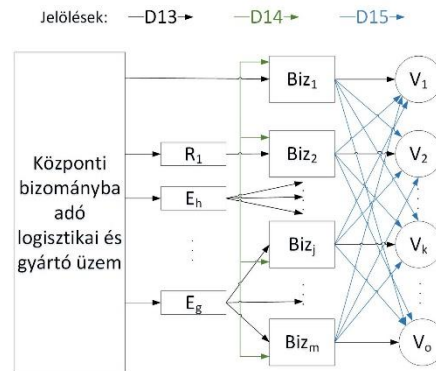 Jelölések: D13 D14 D15
Központi
bizományba
adó
logisztikai és
gyártó üzem
R1
Eh
Eg
Biz1
Biz2
Bizj
Bizm
V1
V2
Vk
Vo